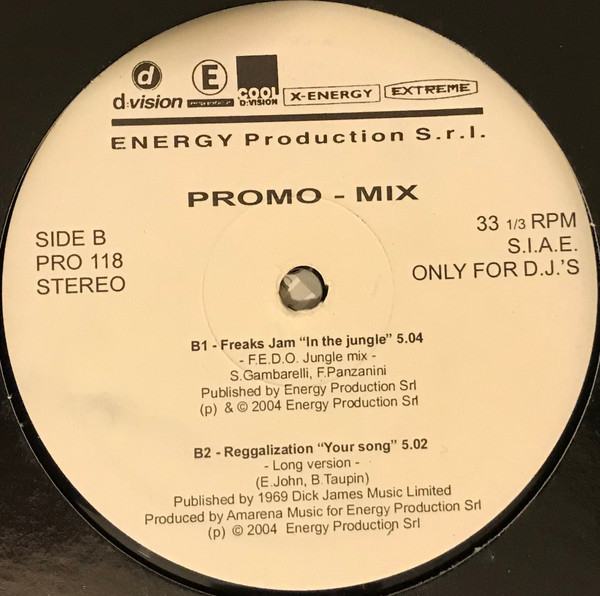 d
d:vision
E
COOL
D:VISION
X-ENERGY
EXTREME
ENERGY Production S.r.l.
PROMO - MIX
SIDE B
PRO 118
STEREO
33 1/3 RPM
S.I.A.E.
ONLY FOR D.J.'S
B1 - Freaks Jam "In the jungle" 5.04
- F.E.D.O. Jungle mix -
S.Gambarelli, F.Panzanini
Published by Energy Production Srl
(p) & © 2004 Energy Production Srl
B2 - Reggalization "Your song" 5.02
- Long version -
(E.John, B.Taupin)
Published by 1969 Dick James Music Limited
Produced by Amarena Music for Energy Production Srl
(p) © 2004 Energy Production Srl